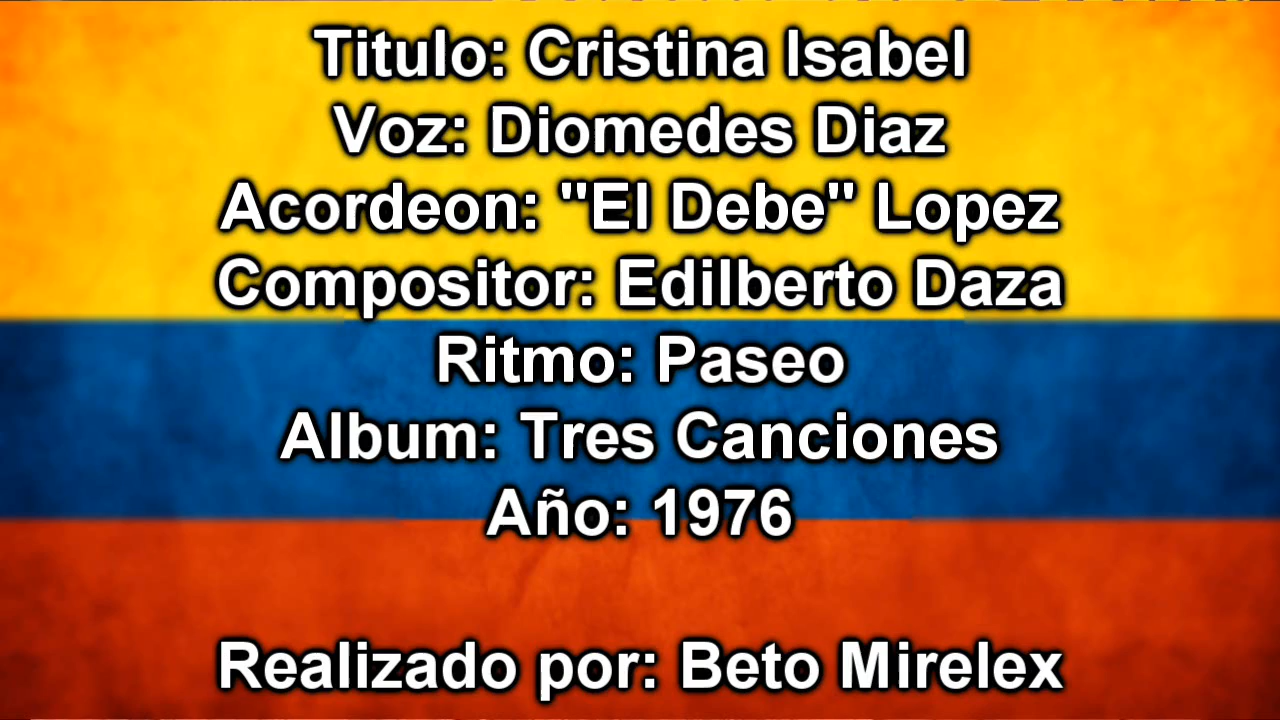 Titulo: Cristina Isabel
Voz: Diomedes Diaz
Acordeon: "El Debe" Lopez
Compositor: Edilberto Daza
Ritmo: Paseo
Album: Tres Canciones
Año: 1976
Realizado por: Beto Mirelex